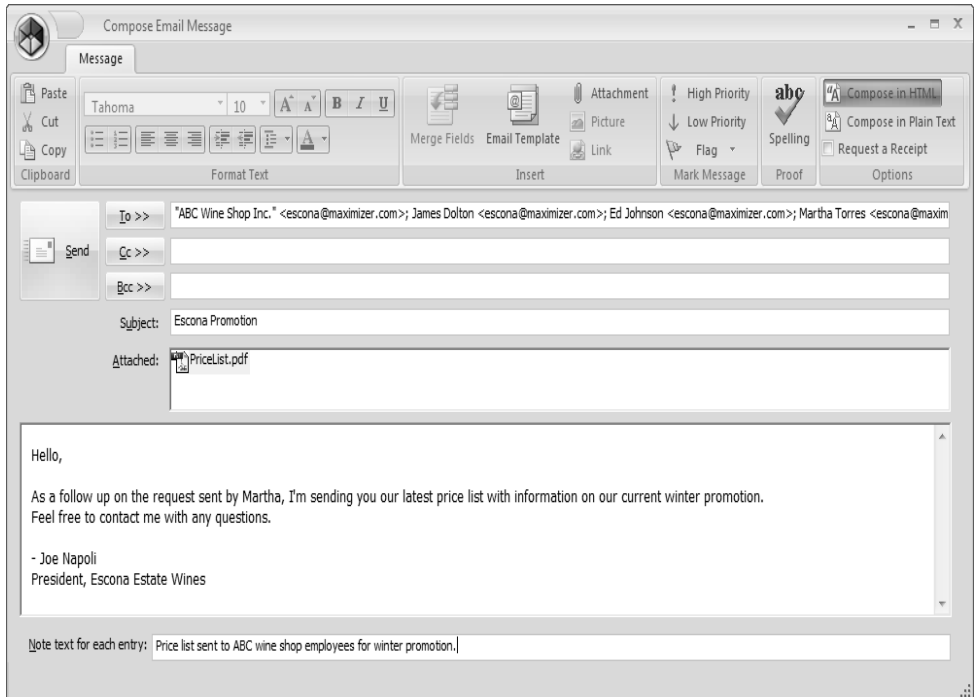 Compose Email Message
Message
Paste
Cut
Copy
Clipboard
Tahoma 10 A A B I U
A
Format Text
Merge Fields
Email Template
Attachment
Picture
Link
Insert
High Priority
Low Priority
Flag
Mark Message
abc
Spelling
Proof
Compose in HTML
Compose in Plain Text
Request a Receipt
Options
Send
To >> "ABC Wine Shop Inc." <escona@maximizer.com>; James Dolton <escona@maximizer.com>; Ed Johnson <escona@maximizer.com>; Martha Torres <escona@maxim
Cc >>
Bcc >>
Subject: Escona Promotion
Attached: PriceList.pdf
Hello,
As a follow up on the request sent by Martha, I'm sending you our latest price list with information on our current winter promotion.
Feel free to contact me with any questions.
- Joe Napoli
President, Escona Estate Wines
Note text for each entry: Price list sent to ABC wine shop employees for winter promotion.